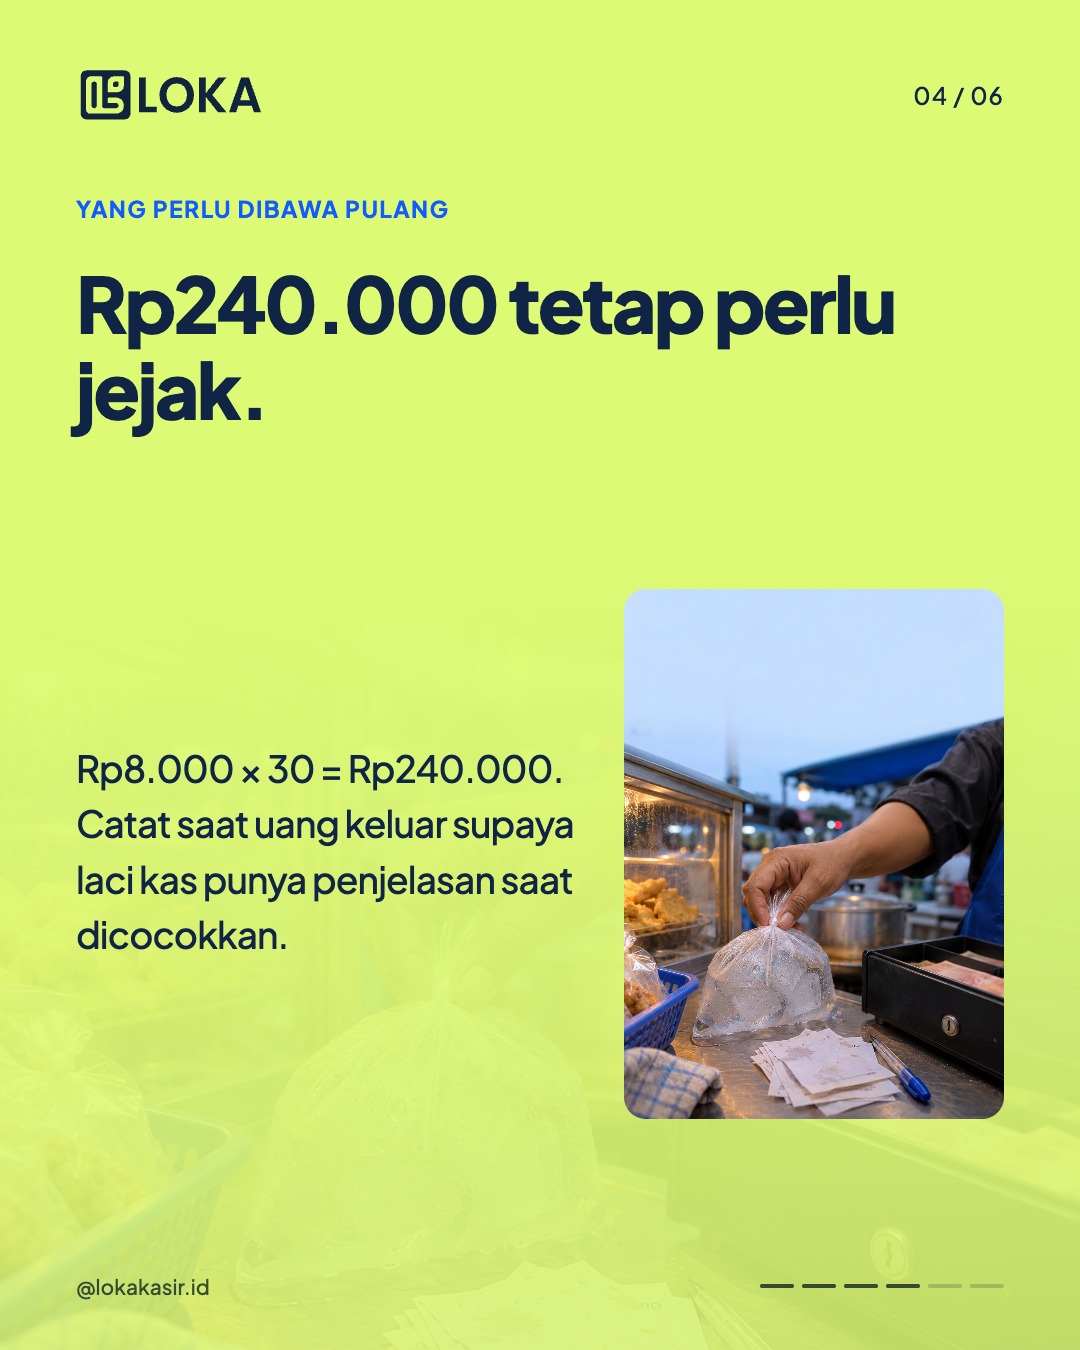 LOKA
04 / 06
YANG PERLU DIBAWA PULANG
Rp240.000 tetap perlu
jejak.
Rp8.000 × 30 = Rp240.000.
Catat saat uang keluar supaya
laci kas punya penjelasan saat
dicocokkan.
@lokakasir.id